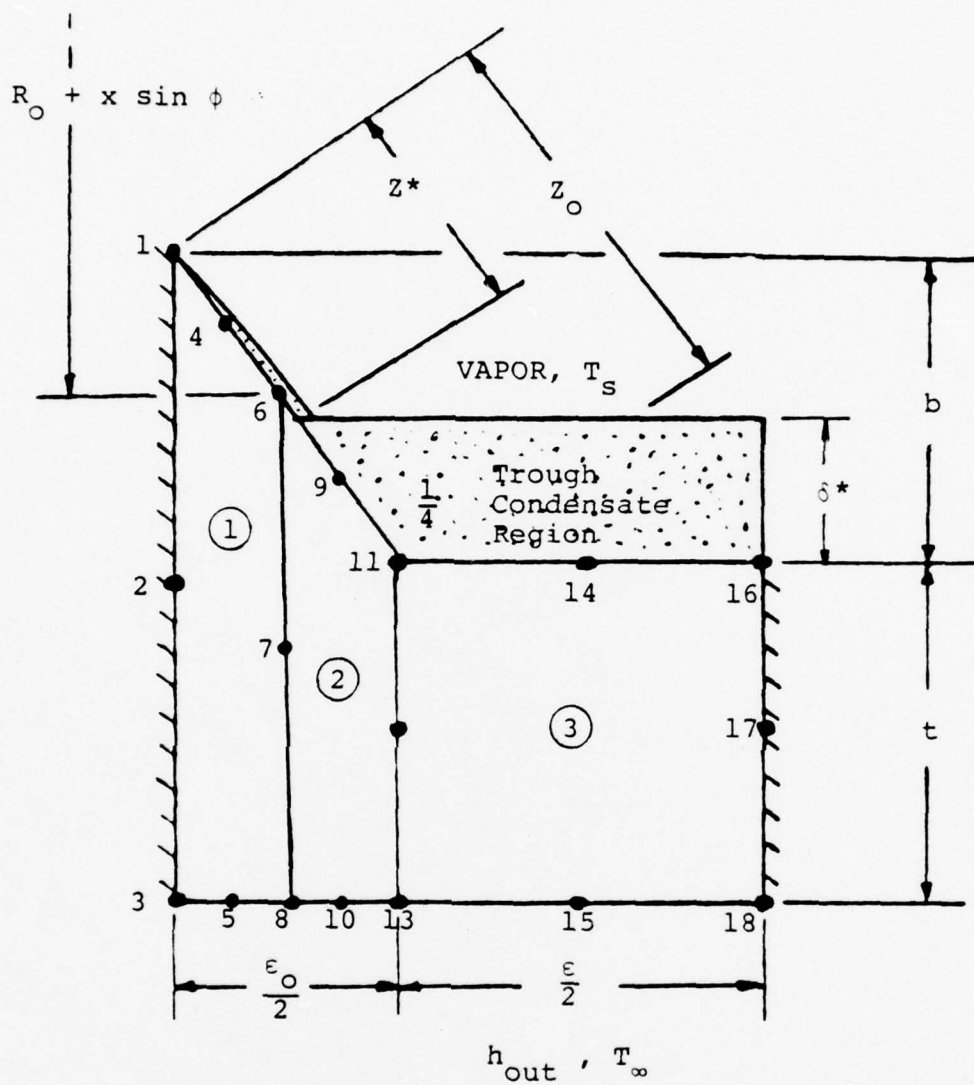 R_o + x sin φ
Z*
Z_o
1
4
VAPOR, T_s
b
6
δ*
9
1/4
Trough
Condensate
Region
1
11
2
14
16
7
2
3
17
t
3
5
8
10
13
15
18
ε_o/2
ε/2
h_out , T_∞